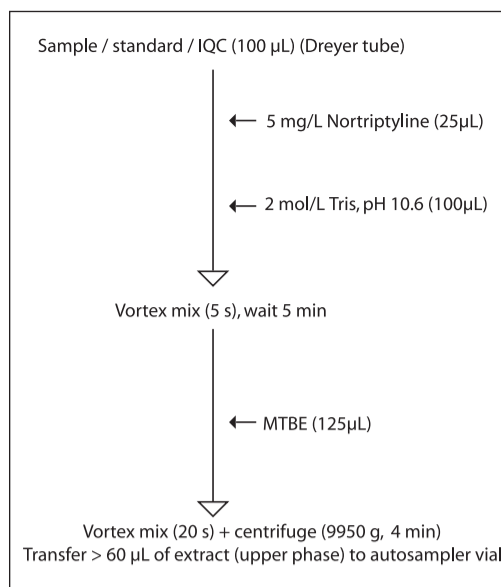 Sample / standard / IQC (100 µL) (Dreyer tube)
5 mg/L Nortriptyline (25µL)
2 mol/L Tris, pH 10.6 (100µL)
Vortex mix (5 s), wait 5 min
MTBE (125µL)
Vortex mix (20 s) + centrifuge (9950 g, 4 min)
Transfer > 60 µL of extract (upper phase) to autosampler vial